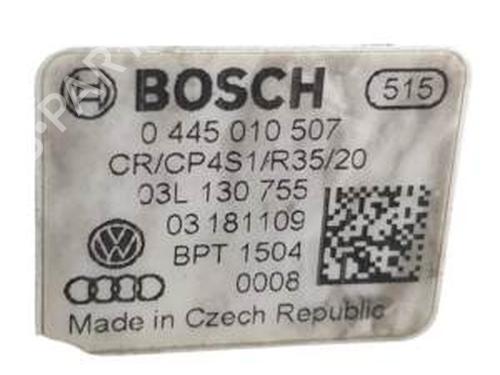 BOSCH 515
0 445 010 507
CR/CP4S1/R35/20
03L 130 755
03 181109
BPT 1504
0008
Made in Czech Republic